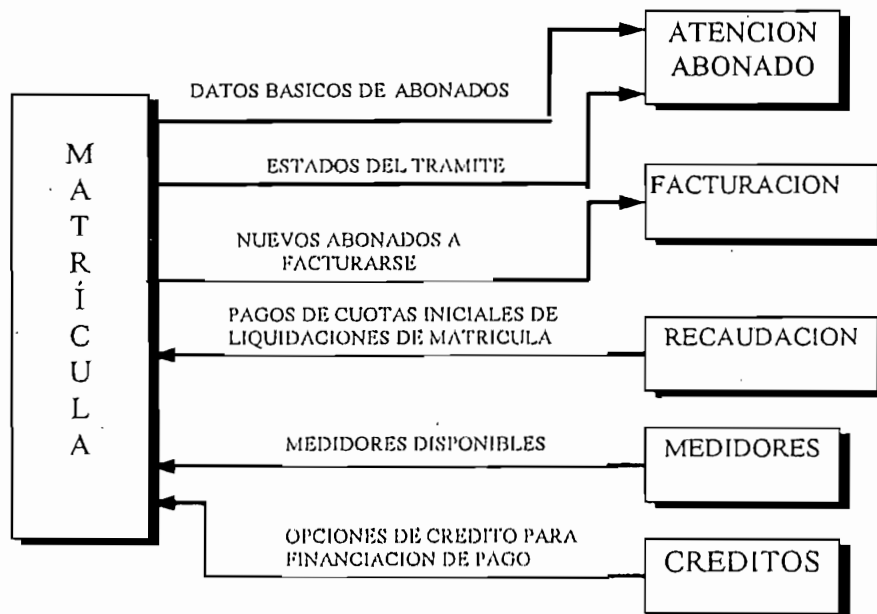 ATENCION
ABONADO
DATOS BASICOS DE ABONADOS
ESTADOS DEL TRAMITE
FACTURACION
NUEVOS ABONADOS A
FACTURARSE
PAGOS DE CUOTAS INICIALES DE
LIQUIDACIONES DE MATRICULA
RECAUDACION
MATRÍCULA
MEDIDORES DISPONIBLES
MEDIDORES
OPCIONES DE CREDITO PARA
FINANCIACION DE PAGO
CREDITOS